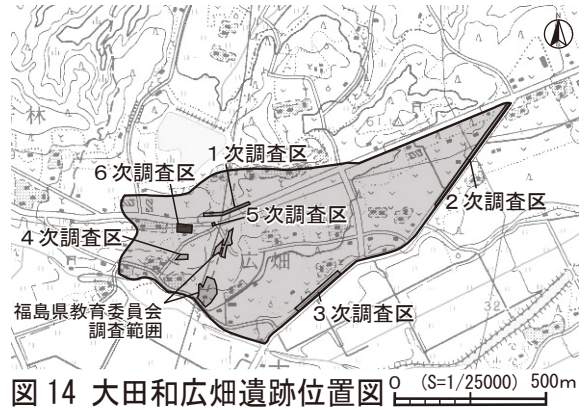 林
1次調査区
6次調査区
2次調査区
5次調査区
4次調査区
広畑
福島県教育委員会
調査範囲
32
3次調査区
図14 大田和広畑遺跡位置図 0 (S=1/25000) 500m